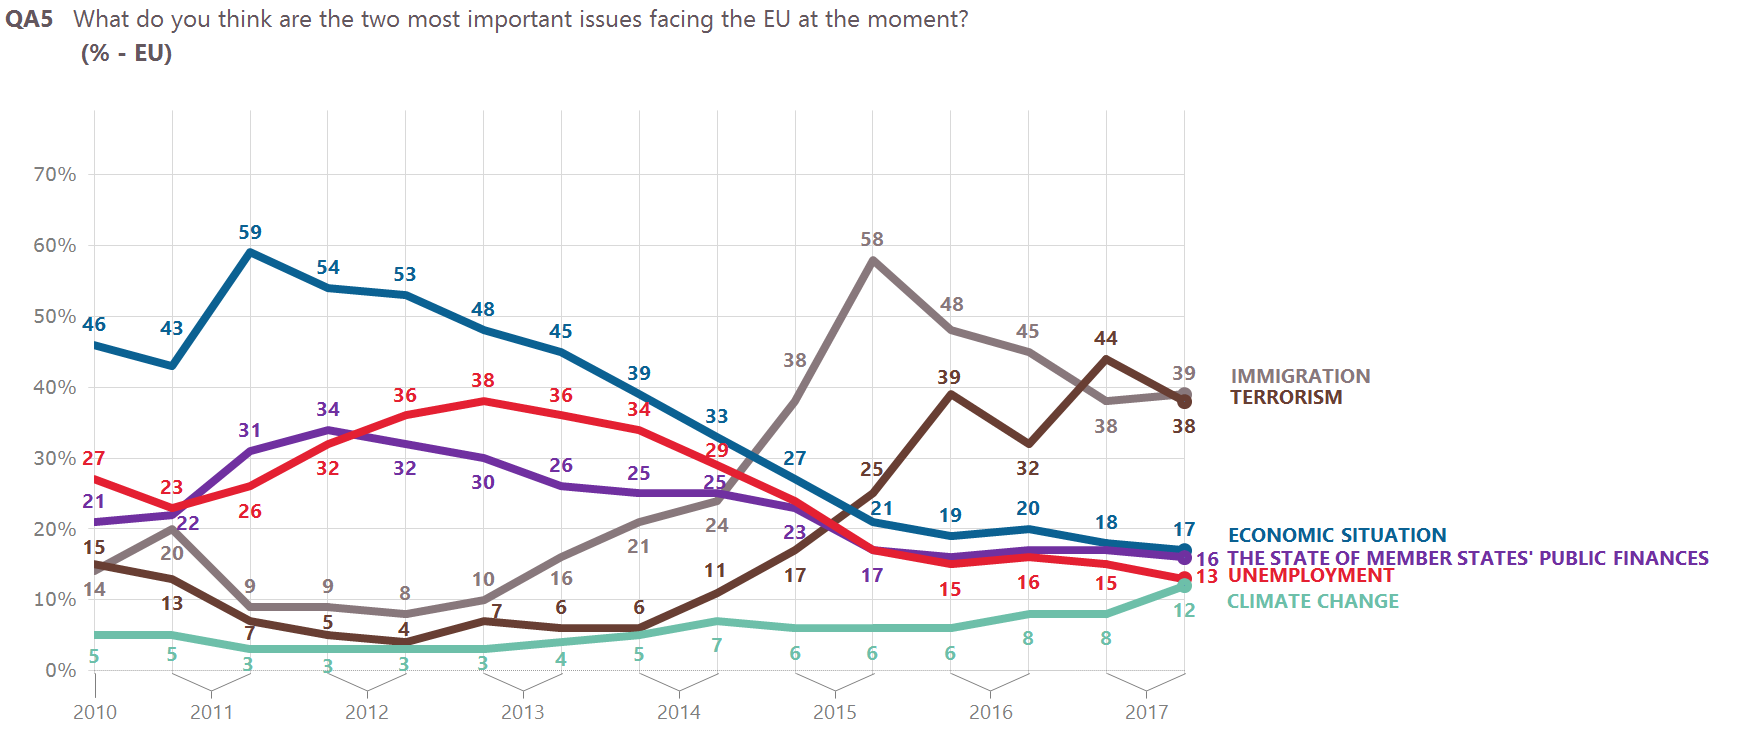 QA5 What do you think are the two most important issues facing the EU at the moment?
(% - EU)
70%
60%
50%
40%
30%
20%
10%
0%
46 43 59 54 53 48 45 39 33 27 21 19 20 18 17
27 23 26 32 36 38 36 34 29 15 16 15 13
21 22 31 34 32 30 26 25 25 23 17 16
14 20 9 9 8 10 16 21 24 38 58 48 45 38 39
15 13 7 5 4 7 6 6 11 17 25 39 32 44 38
5 5 3 3 3 3 4 5 7 6 6 6 8 8 12
IMMIGRATION
TERRORISM
ECONOMIC SITUATION
THE STATE OF MEMBER STATES' PUBLIC FINANCES
UNEMPLOYMENT
CLIMATE CHANGE
2010 2011 2012 2013 2014 2015 2016 2017